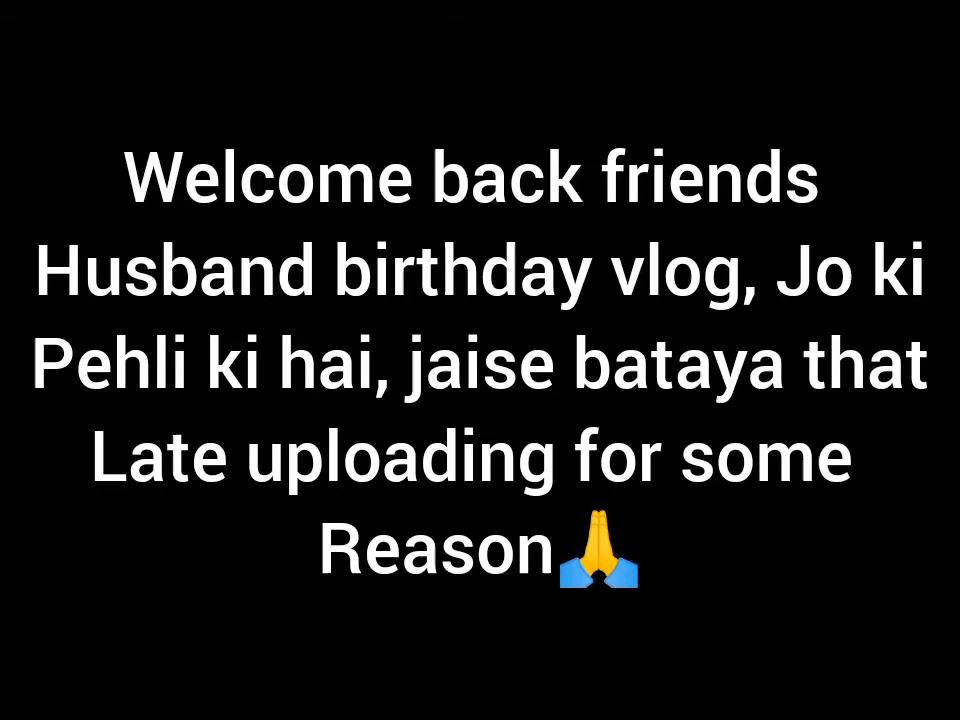 Welcome back friends
Husband birthday vlog, Jo ki
Pehli ki hai, jaise bataya that
Late uploading for some
Reason🙏